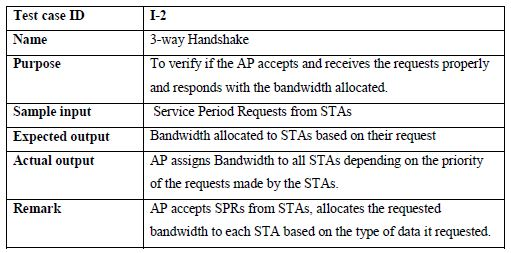 Test case ID I-2
Name 3-way Handshake
Purpose To verify if the AP accepts and receives the requests properly
and responds with the bandwidth allocated.
Sample input Service Period Requests from STAs
Expected output Bandwidth allocated to STAs based on their request
Actual output AP assigns Bandwidth to all STAs depending on the priority
of the requests made by the STAs.
Remark AP accepts SPRs from STAs, allocates the requested
bandwidth to each STA based on the type of data it requested.